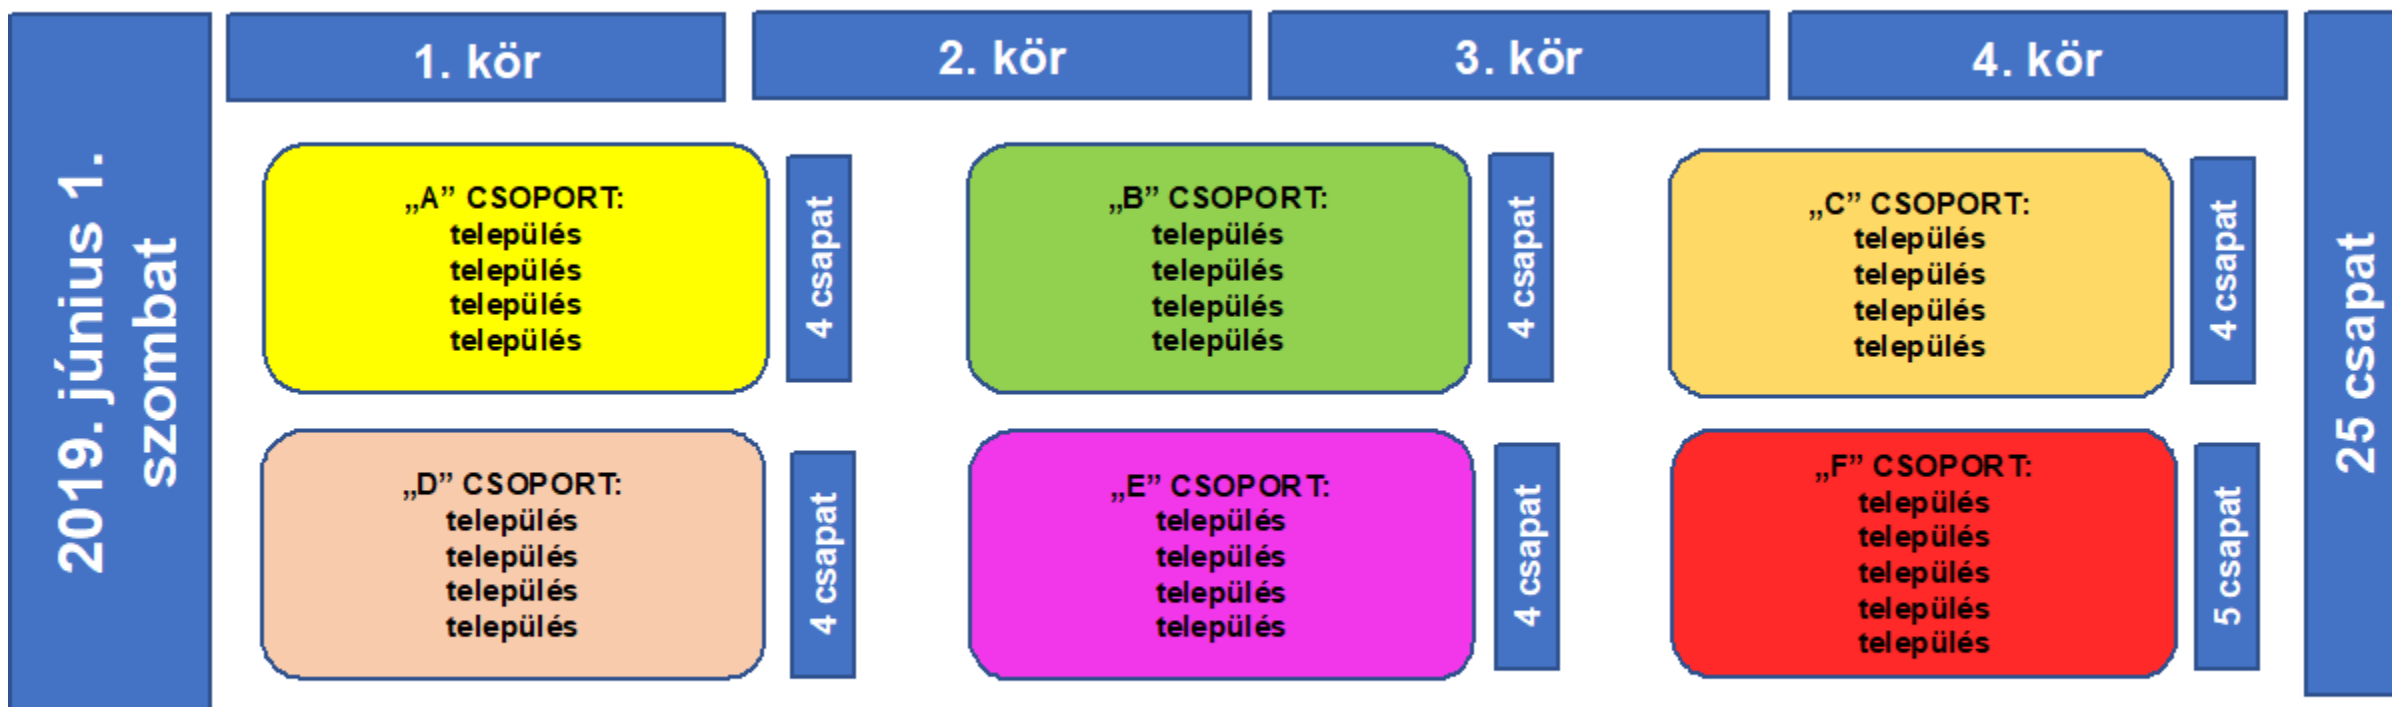 2019. június 1.
szombat
1. kör
2. kör
3. kör
4. kör
„A” CSOPORT:
település
település
település
település
4 csapat
„B” CSOPORT:
település
település
település
település
4 csapat
„C” CSOPORT:
település
település
település
település
4 csapat
„D” CSOPORT:
település
település
település
település
4 csapat
„E” CSOPORT:
település
település
település
település
4 csapat
„F” CSOPORT:
település
település
település
település
település
5 csapat
25 csapat